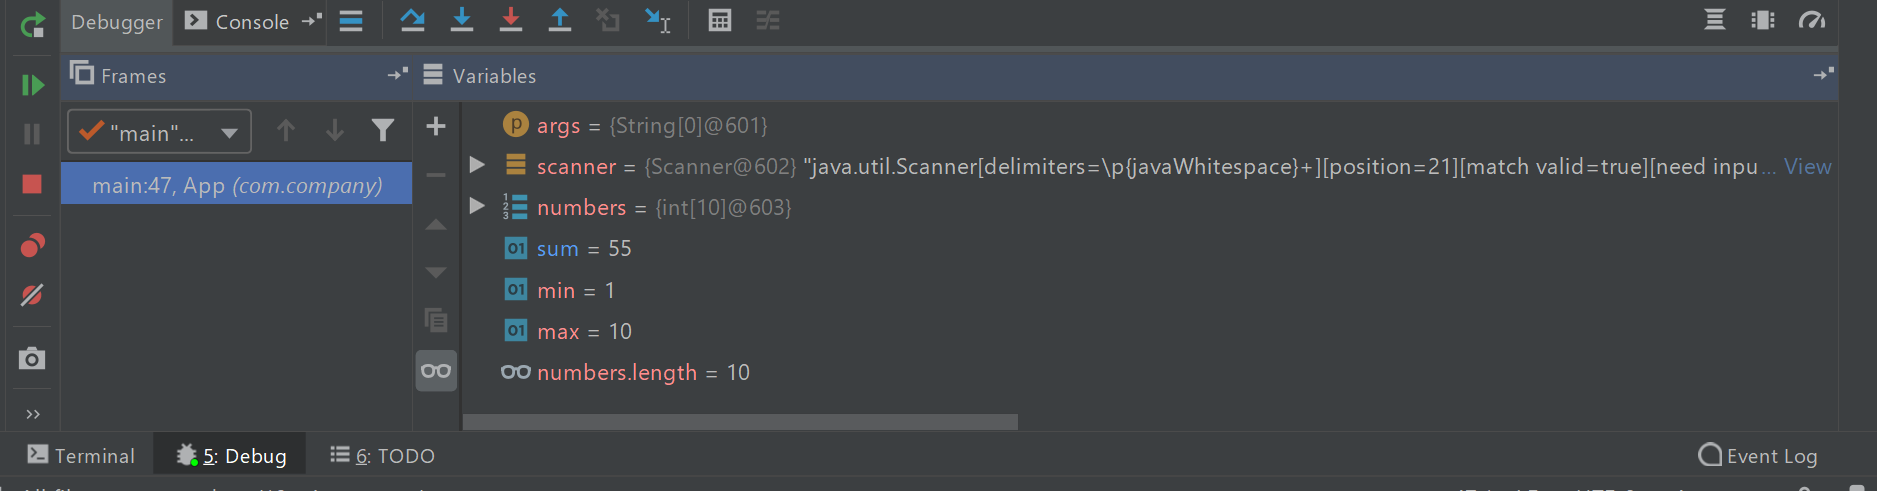 Debugger Console
Frames
Variables
"main"...
main:47, App (com.company)
args = {String[0]@601}
scanner = {Scanner@602} "java.util.Scanner[delimiters=\p{javaWhitespace}+][position=21][match valid=true][need inpu... View
numbers = {int[10]@603}
sum = 55
min = 1
max = 10
numbers.length = 10
Terminal 5: Debug 6: TODO Event Log